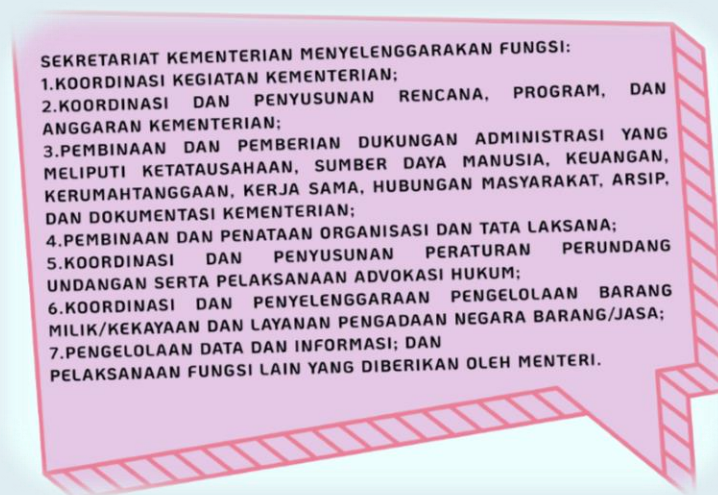 SEKRETARIAT KEMENTERIAN MENYELENGGARAKAN FUNGSI:
1.KOORDINASI KEGIATAN KEMENTERIAN;
2.KOORDINASI DAN PENYUSUNAN RENCANA, PROGRAM, DAN
ANGGARAN KEMENTERIAN;
3.PEMBINAAN DAN PEMBERIAN DUKUNGAN ADMINISTRASI YANG
MELIPUTI KETATAUSAHAAN, SUMBER DAYA MANUSIA, KEUANGAN,
KERUMAHTANGGAAN, KERJA SAMA, HUBUNGAN MASYARAKAT, ARSIP,
DAN DOKUMENTASI KEMENTERIAN;
4.PEMBINAAN DAN PENATAAN ORGANISASI DAN TATA LAKSANA;
5.KOORDINASI DAN PENYUSUNAN PERATURAN PERUNDANG
UNDANGAN SERTA PELAKSANAAN ADVOKASI HUKUM;
6.KOORDINASI DAN PENYELENGGARAAN PENGELOLAAN BARANG
MILIK/KEKAYAAN DAN LAYANAN PENGADAAN NEGARA BARANG/JASA;
7.PENGELOLAAN DATA DAN INFORMASI; DAN
PELAKSANAAN FUNGSI LAIN YANG DIBERIKAN OLEH MENTERI.